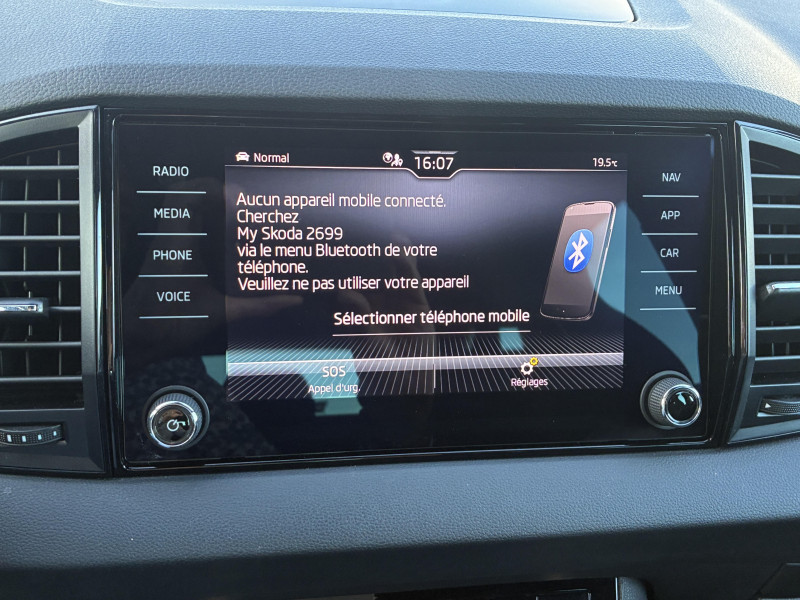 Normal 16:07 19.5°C
RADIO
MEDIA
PHONE
VOICE
Aucun appareil mobile connecté.
Cherchez
My Skoda 2699
via le menu Bluetooth de votre
téléphone.
Veuillez ne pas utiliser votre appareil
Sélectionner téléphone mobile
SOS
Appel d'urg.
Réglages
NAV
APP
CAR
MENU